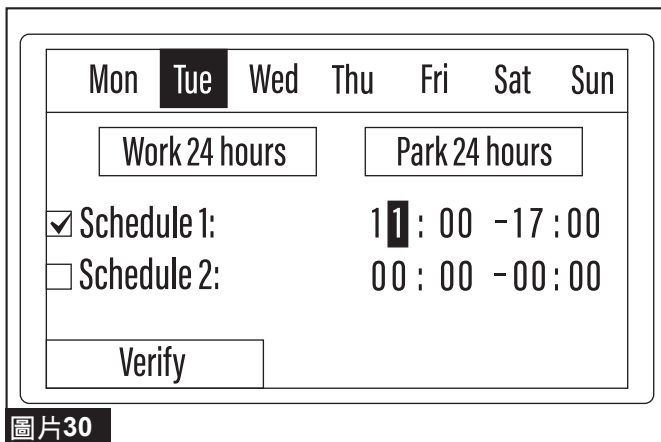 Mon Tue Wed Thu Fri Sat Sun
Work 24 hours Park 24 hours
Schedule 1: 11 : 00 -17 : 00
Schedule 2: 00 : 00 -00 : 00
Verify
圖片30